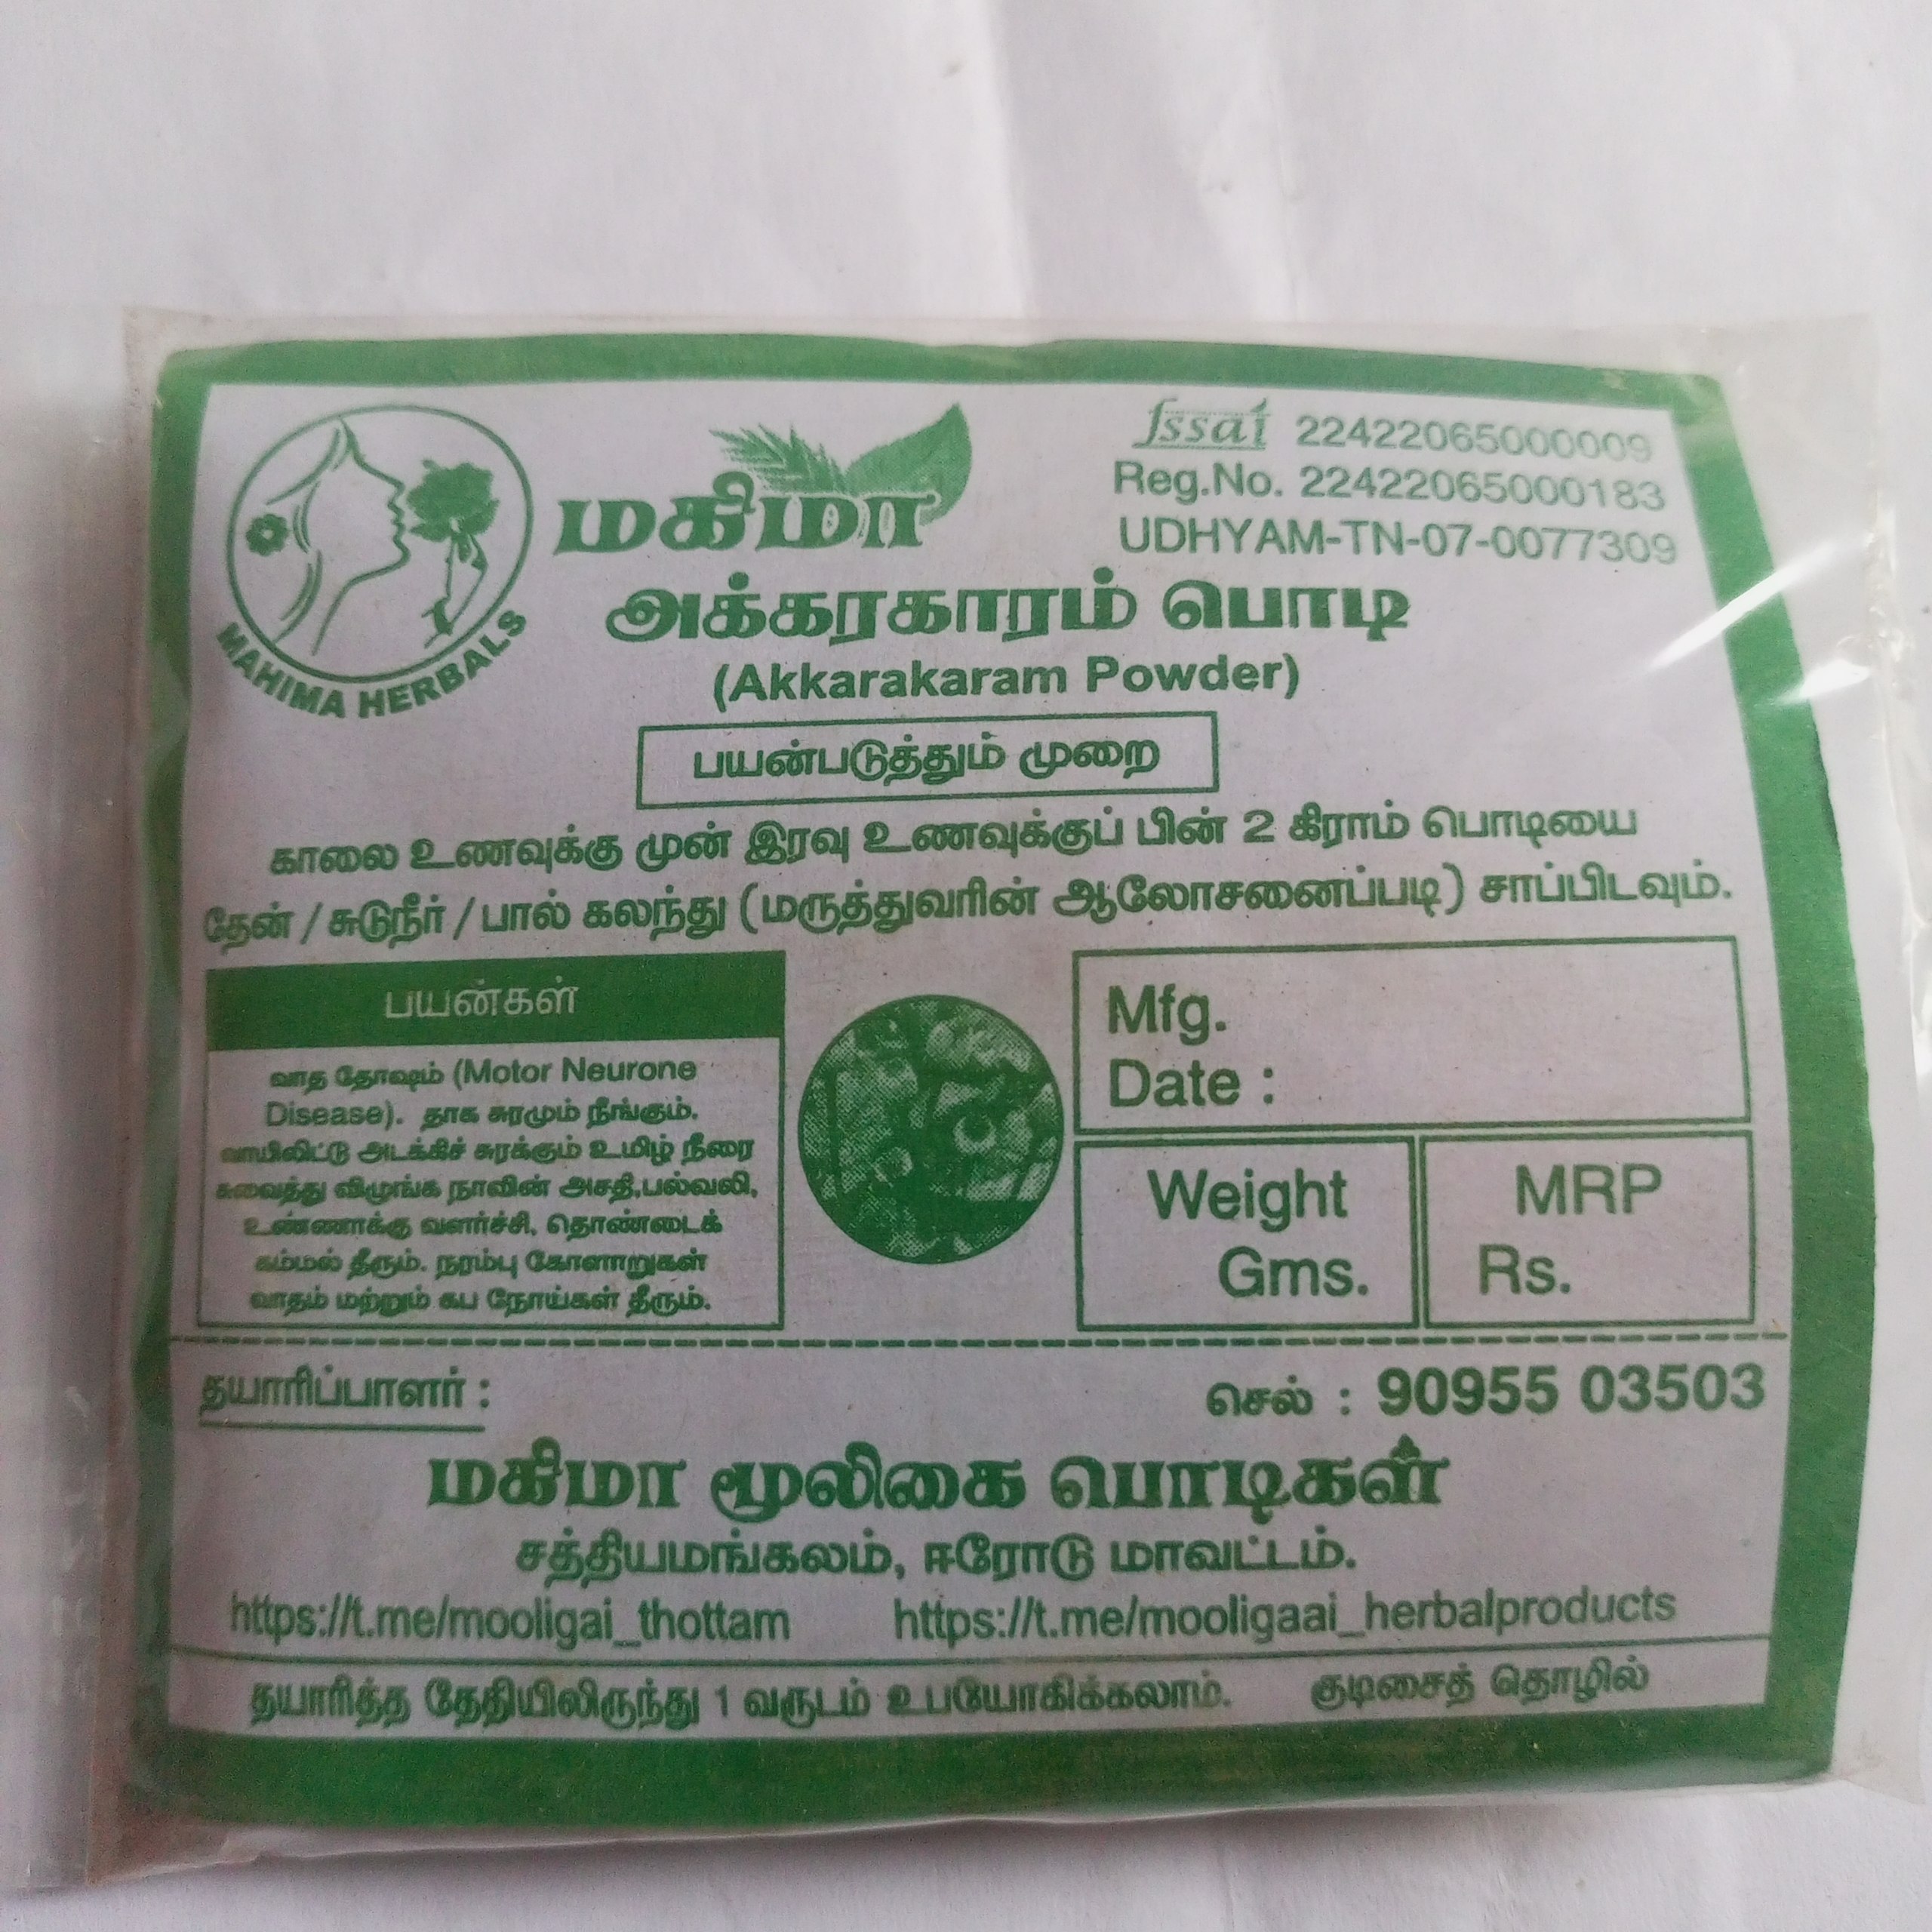 MAHIMA HERBALS
மகிமா
fssai 22422065000009
Reg.No. 22422065000183
UDHYAM-TN-07-0077309
அக்கரகாரம் பொடி
(Akkarakaram Powder)
பயன்படுத்தும் முறை
காலை உணவுக்கு முன் இரவு உணவுக்குப் பின் 2 கிராம் பொடியை
தேன் / சுடுநீர் / பால் கலந்து (மருத்துவரின் ஆலோசனைப்படி) சாப்பிடவும்.
பயன்கள்
வாத தோஷம் (Motor Neurone
Disease). தாக சுரமும் நீங்கும்.
வாயிலிட்டு அடக்கிச் சுரக்கும் உமிழ் நீரை
சுவைத்து விழுங்க நாவின் அசதி,பல்வலி,
உண்ணாக்கு வளர்ச்சி, தொண்டைக்
கம்மல் தீரும். நரம்பு கோளாறுகள்
வாதம் மற்றும் கப நோய்கள் தீரும்.
Mfg.
Date :
Weight
Gms.
MRP
Rs.
தயாரிப்பாளர் :
செல் : 90955 03503
மகிமா மூலிகை பொடிகள்
சத்தியமங்கலம், ஈரோடு மாவட்டம்.
https://t.me/mooligai_thottam https://t.me/mooligaai_herbalproducts
தயாரித்த தேதியிலிருந்து 1 வருடம் உபயோகிக்கலாம். குடிசைத் தொழில்